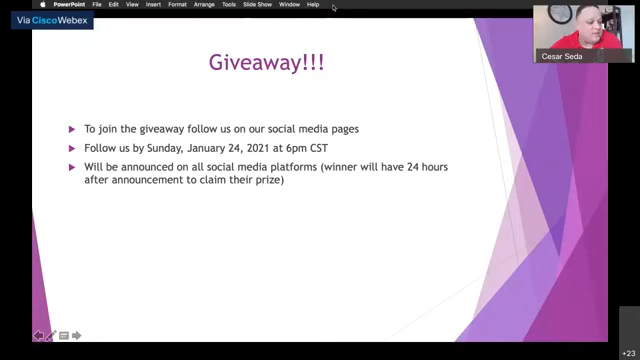 PowerPoint File Edit View Insert Format Arrange Tools Slide Show Window Help
Via Cisco Webex
Cesar Seda
Giveaway!!!
To join the giveaway follow us on our social media pages
Follow us by Sunday, January 24, 2021 at 6pm CST
Will be announced on all social media platforms (winner will have 24 hours
after announcement to claim their prize)
+23